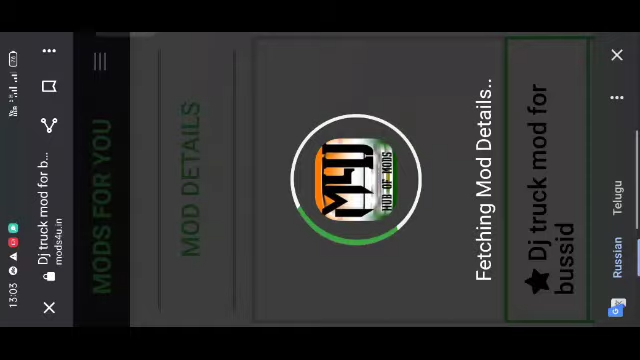 13:03
Dj truck mod for b...
mods4u.in
MODS FOR YOU
MOD DETAILS
M4U
HUB OF MODS
Fetching Mod Details..
★ Dj truck mod for
bussid
Russian
Telugu